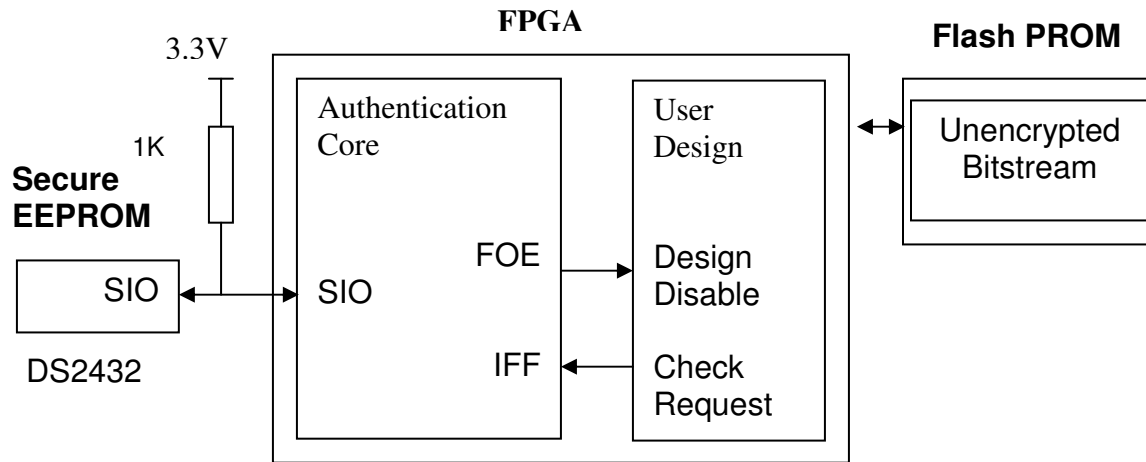 FPGA
Flash PROM
3.3V
Authentication
Core
User
Design
Unencrypted
Bitstream
1K
Secure
EEPROM
FOE
Design
Disable
SIO
SIO
IFF
Check
Request
DS2432